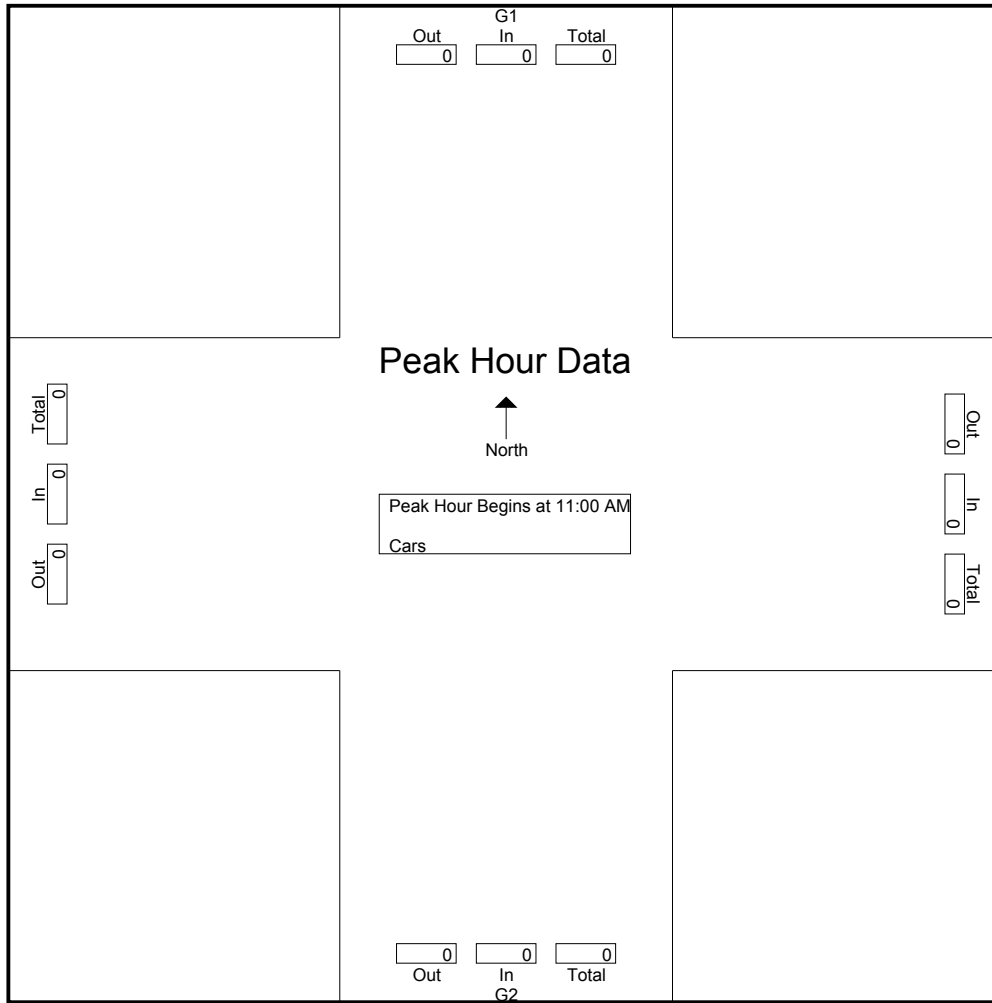 G1
Out In Total
0 0 0
Peak Hour Data
North
Peak Hour Begins at 11:00 AM
Cars
Total 0
In 0
Out 0
Out 0
In 0
Total 0
0 0 0
Out In Total
G2